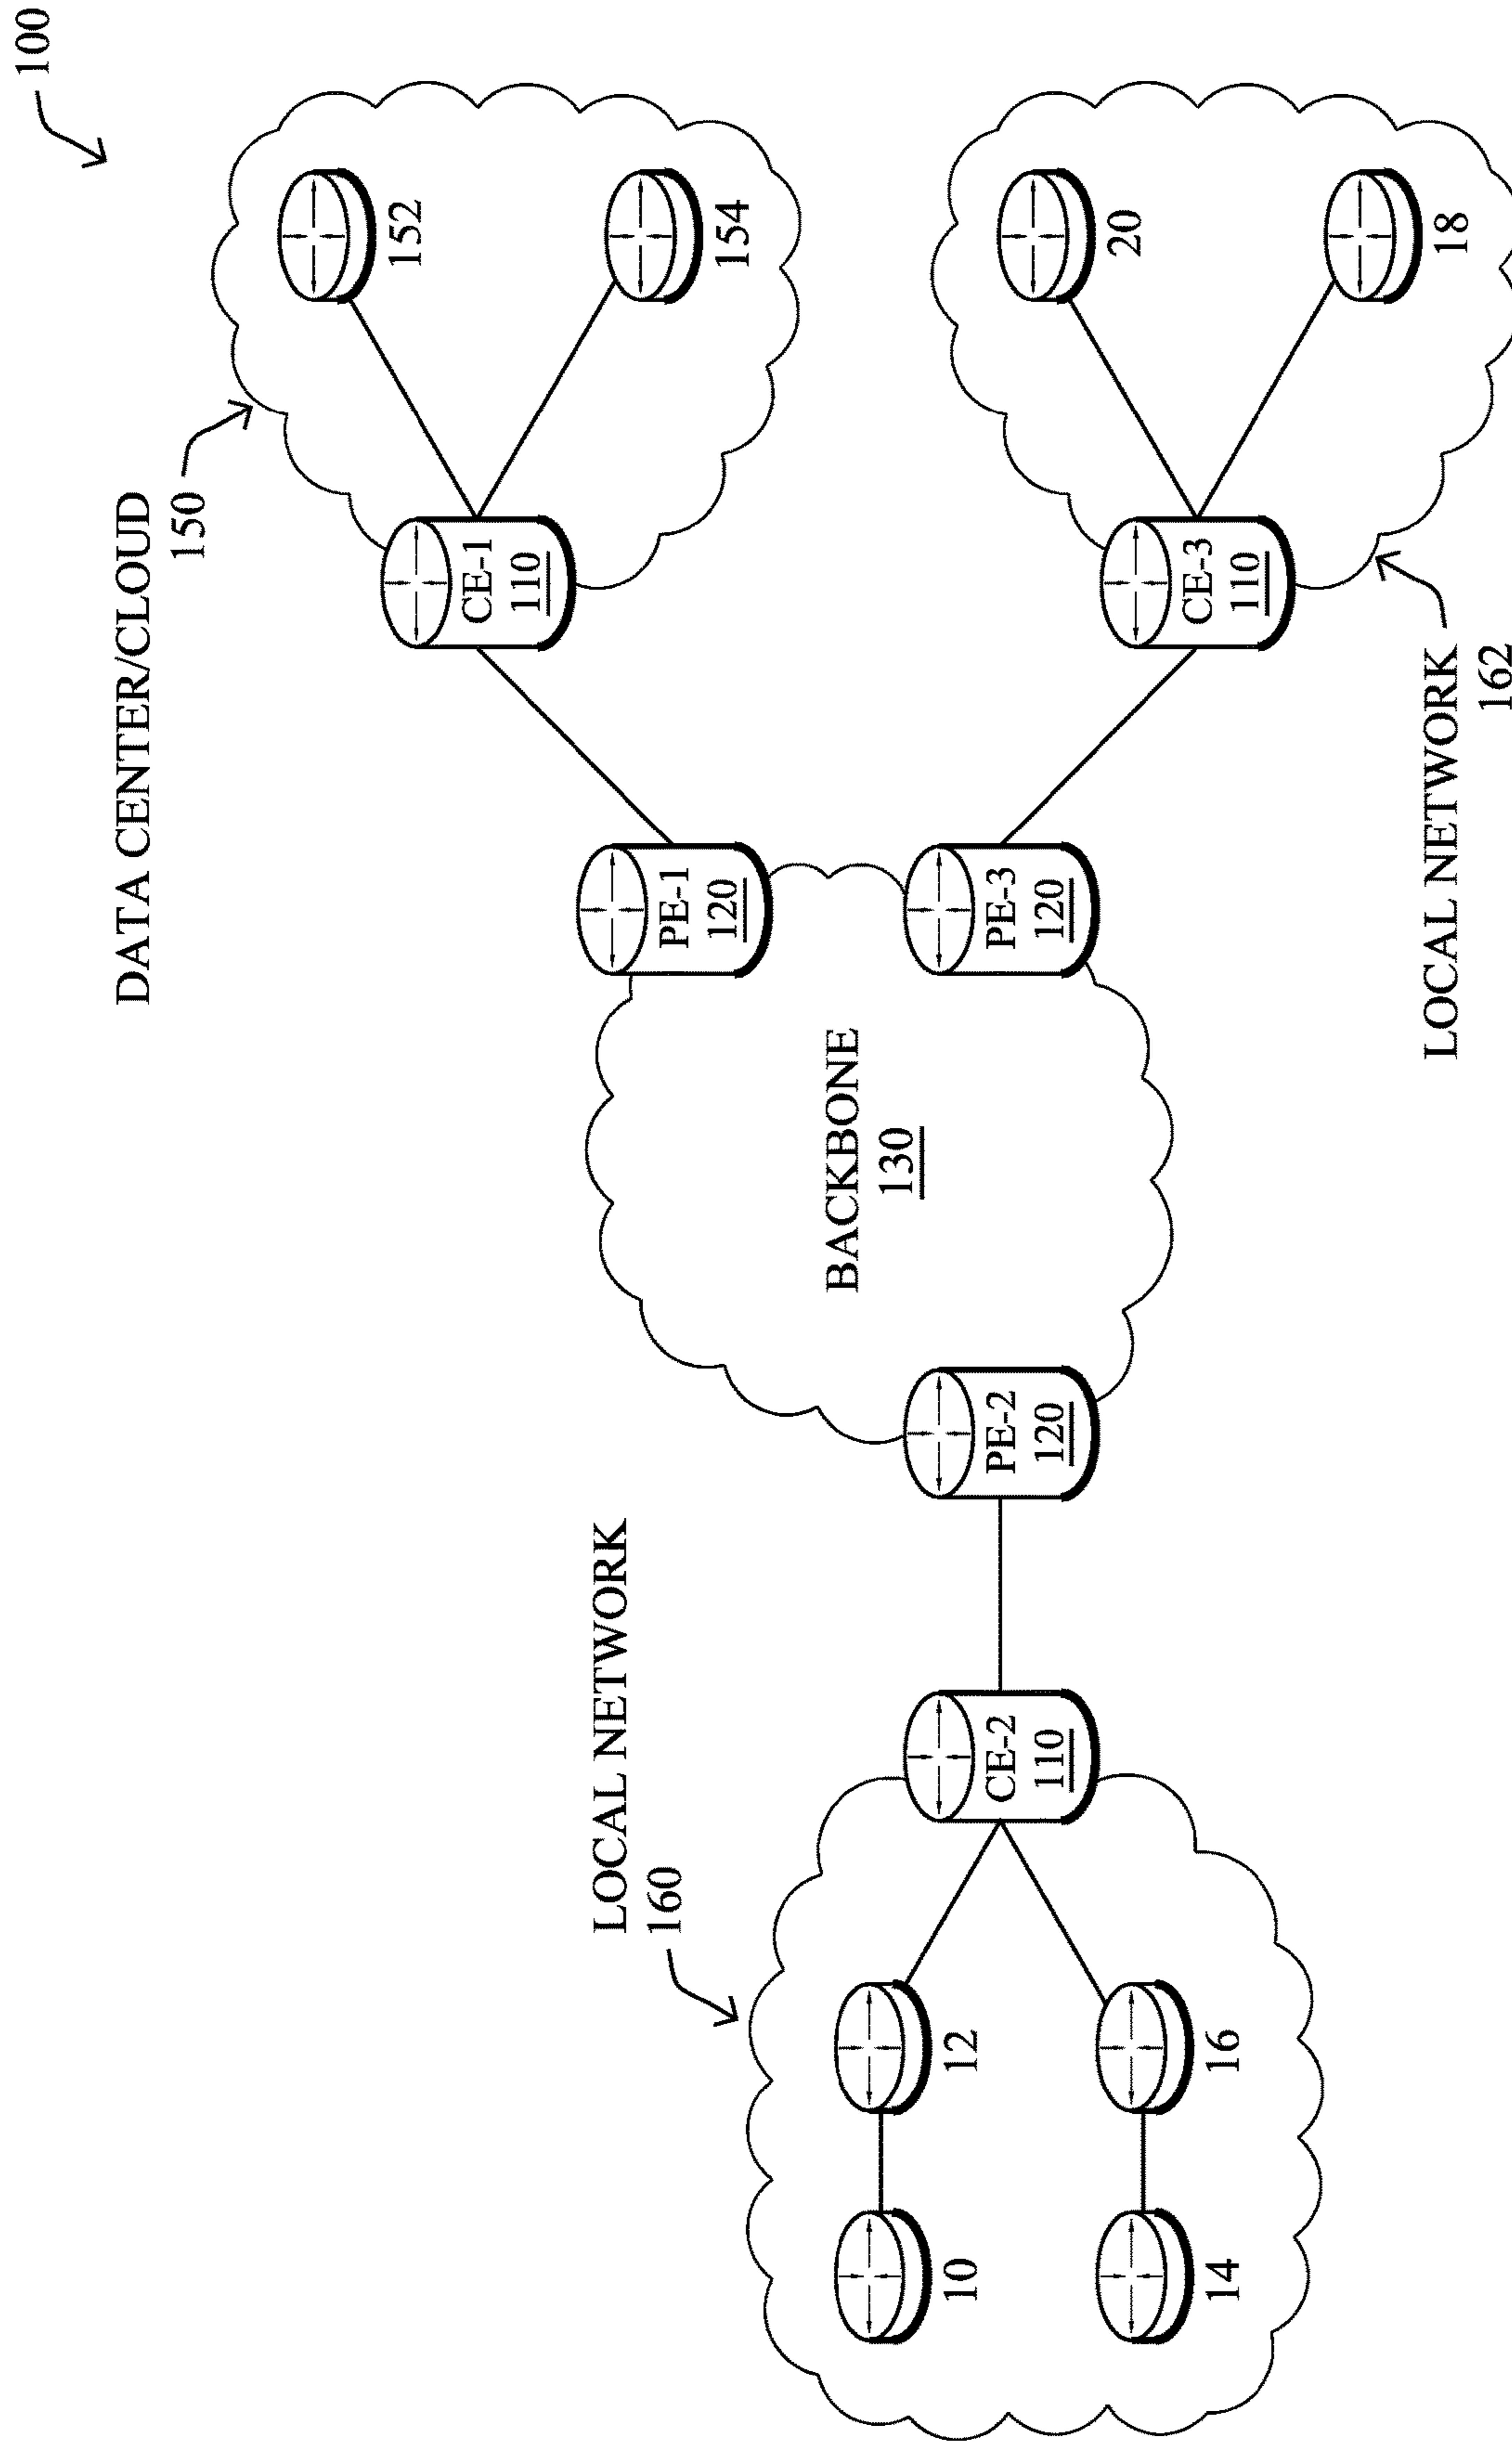 100
DATA CENTER/CLOUD
150
152
154
CE-1
110
PE-1
120
BACKBONE
130
PE-3
120
PE-2
120
CE-3
110
20
18
LOCAL NETWORK
162
LOCAL NETWORK
160
CE-2
110
12
10
16
14